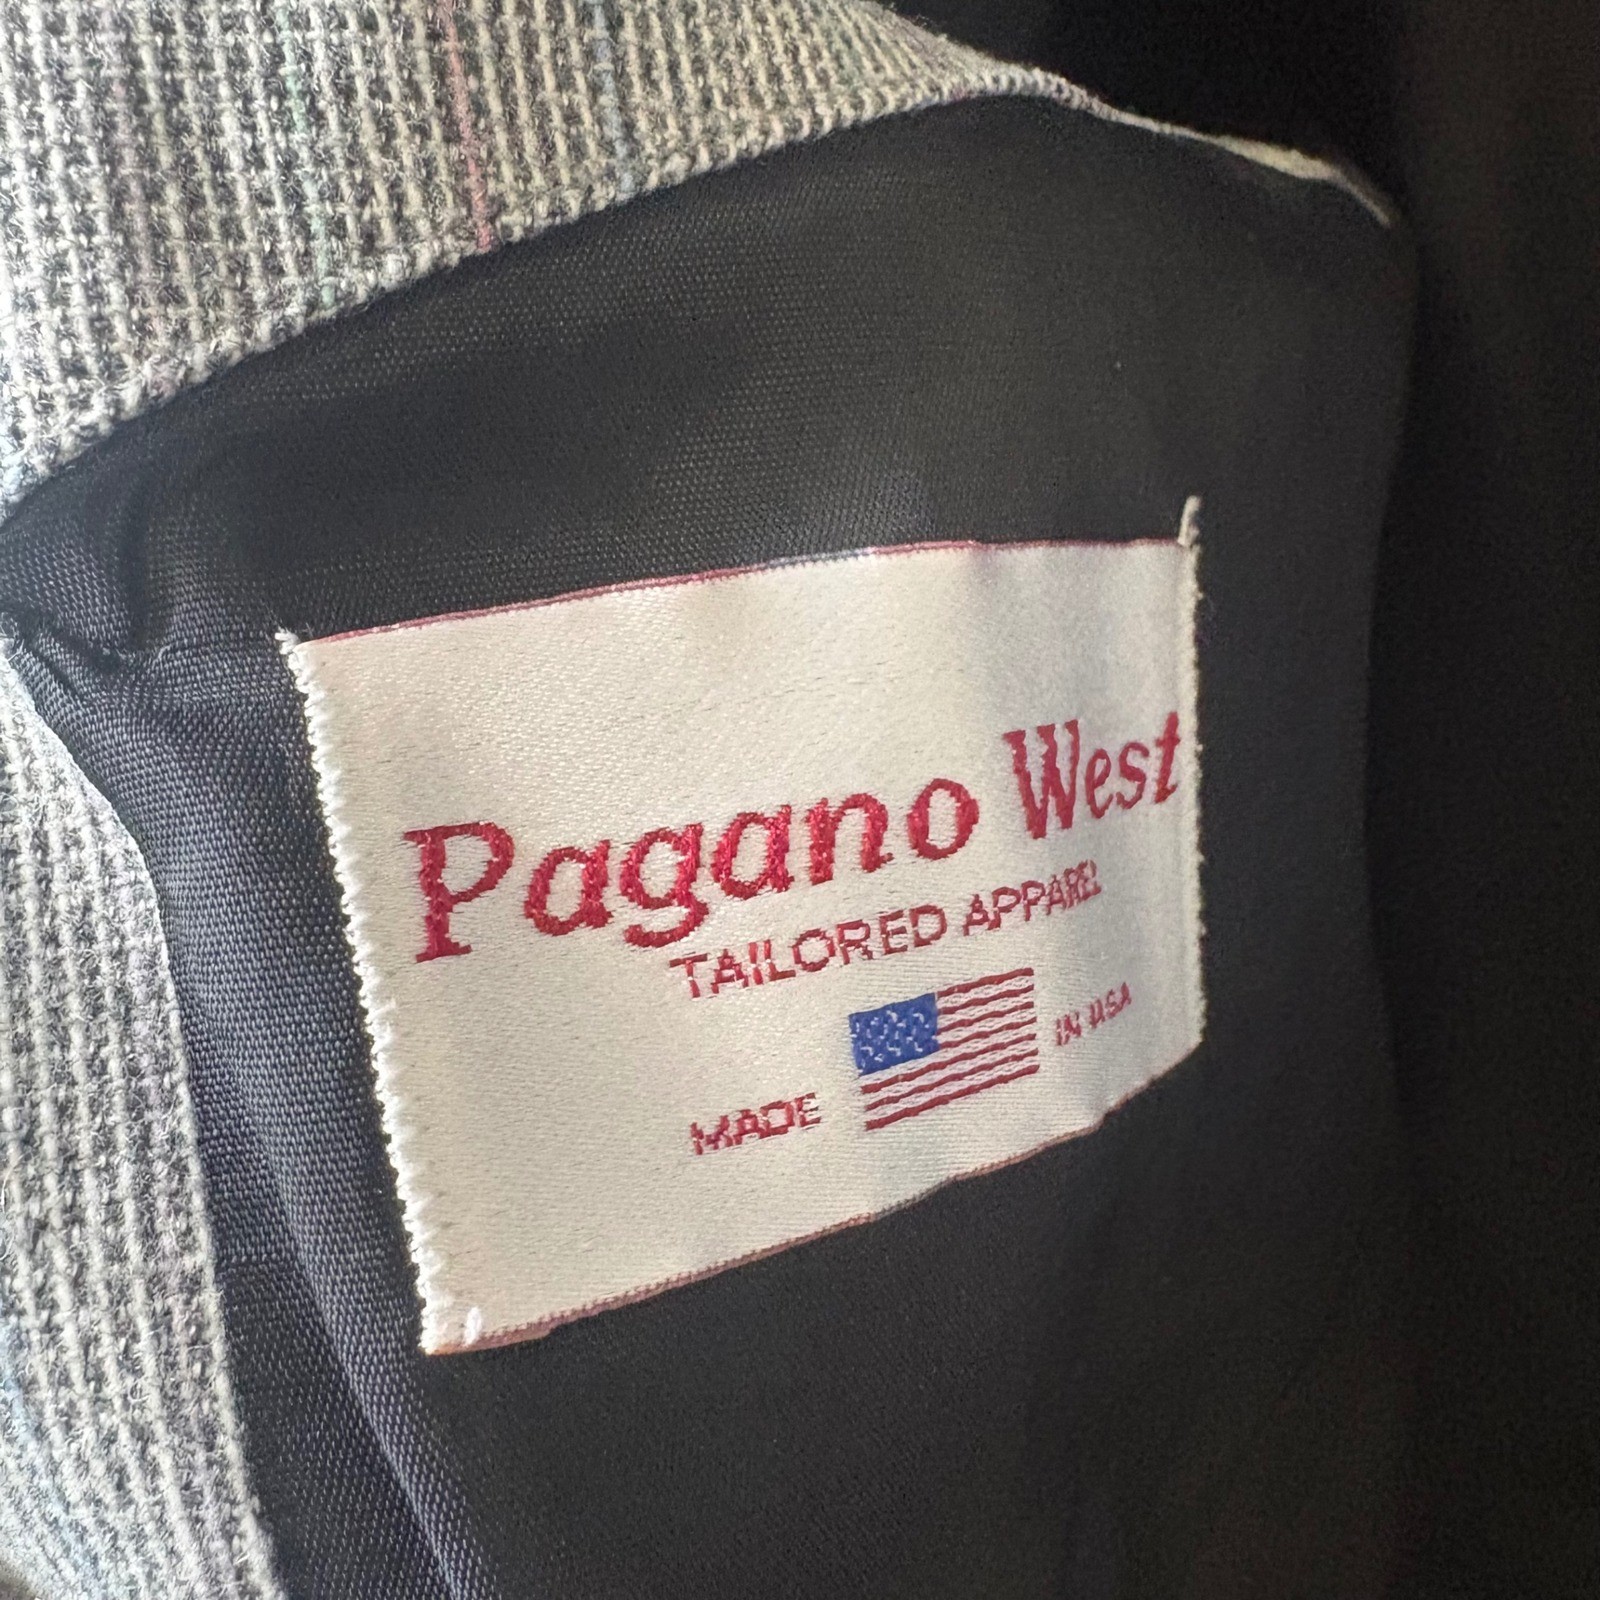 Pagano West
TAILORED APPAREL
MADE IN USA